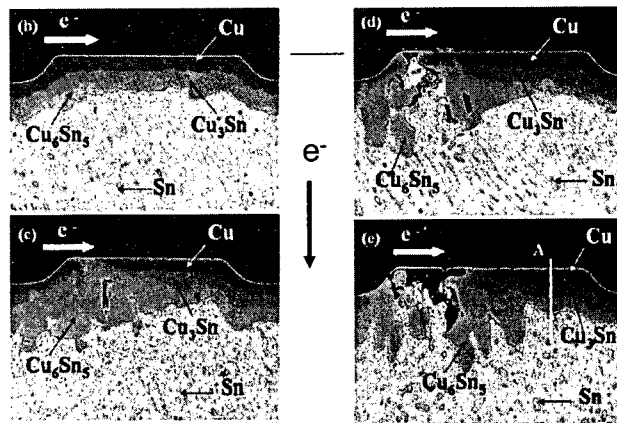 (b) e- Cu
Cu6Sn5 Cu3Sn
Sn
(c) e- Cu
Cu3Sn
Cu6Sn5
Sn
e-
(d) e- Cu
Cu3Sn
Cu6Sn5
Sn
(e) e- A Cu
Cu3Sn
Cu6Sn5
Sn